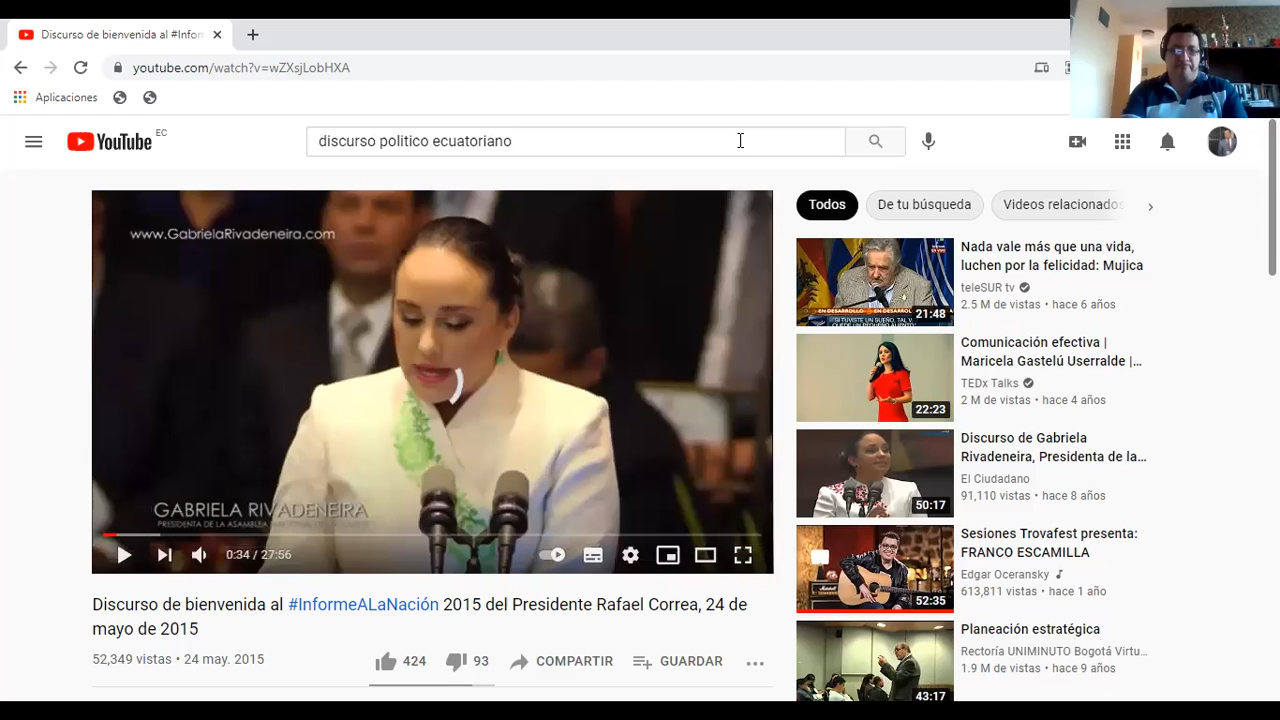 Discurso de bienvenida al #Infor
youtube.com/watch?v=wZXsjLobHXA
Aplicaciones
YouTube EC
discurso politico ecuatoriano
www.GabrielaRivadeneira.com
GABRIELA RIVADENEIRA
0:34 / 27:56
Discurso de bienvenida al #InformeALaNación 2015 del Presidente Rafael Correa, 24 de
mayo de 2015
52,349 vistas • 24 may. 2015
424
93
COMPARTIR
GUARDAR
Todos
De tu búsqueda
Videos relacionados
Nada vale más que una vida,
luchen por la felicidad: Mujica
teleSUR tv
2.5 M de vistas • hace 6 años
EN DESARROLLO
21:48
Comunicación efectiva |
Maricela Gastelú Userralde |...
TEDx Talks
2 M de vistas • hace 4 años
22:23
Discurso de Gabriela
Rivadeneira, Presidenta de la...
El Ciudadano
91,110 vistas • hace 8 años
50:17
Sesiones Trovafest presenta:
FRANCO ESCAMILLA
Edgar Oceransky
613,811 vistas • hace 1 año
52:35
Planeación estratégica
Rectoría UNIMINUTO Bogotá Virtu...
1.9 M de vistas • hace 9 años
43:17